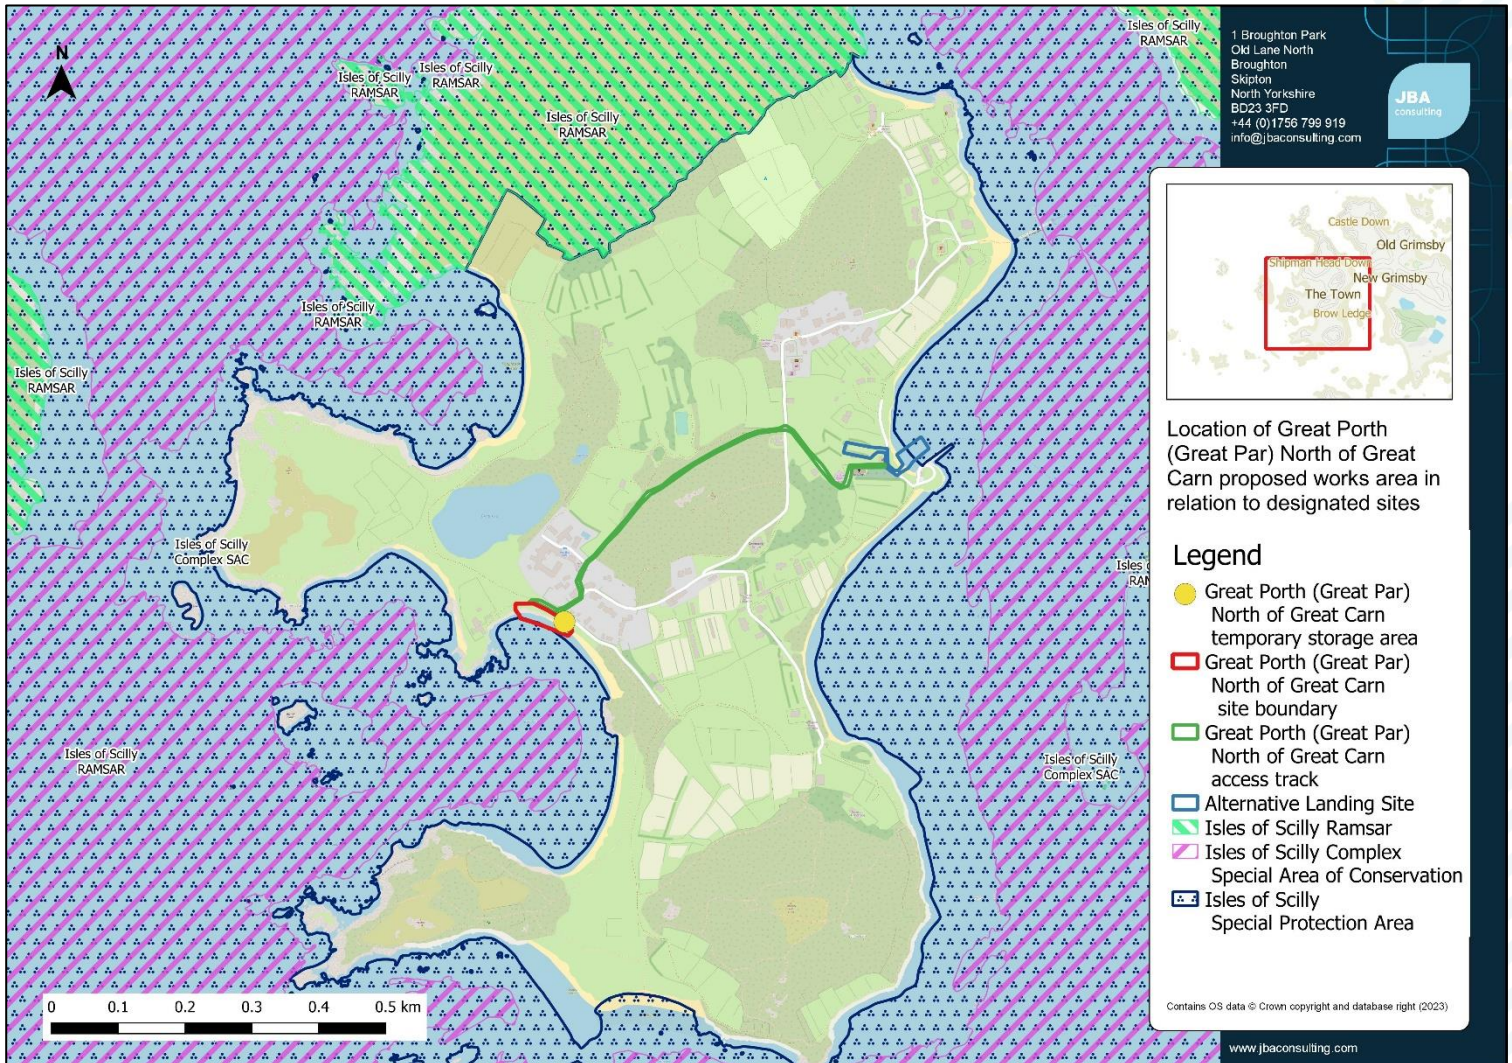 N
Isles of Scilly
RAMSAR
Isles of Scilly
RAMSAR
Isles of Scilly
RAMSAR
Isles of Scilly
RAMSAR
Isles of Scilly
RAMSAR
Isles of Scilly
RAMSAR
Isles of Scilly
Complex SAC
Isles of Scilly
RAMSAR
Isles of Scilly
Complex SAC
0 0.1 0.2 0.3 0.4 0.5 km
1 Broughton Park
Old Lane North
Broughton
Skipton
North Yorkshire
BD23 3FD
+44 (0)1756 799 919
info@jbaconsulting.com
JBA
consulting
Castle Down
Old Grimsby
Shipman Head Down
New Grimsby
The Town
Brow Ledge
Location of Great Porth
(Great Par) North of Great
Carn proposed works area in
relation to designated sites
Legend
Great Porth (Great Par)
North of Great Carn
temporary storage area
Great Porth (Great Par)
North of Great Carn
site boundary
Great Porth (Great Par)
North of Great Carn
access track
Alternative Landing Site
Isles of Scilly Ramsar
Isles of Scilly Complex
Special Area of Conservation
Isles of Scilly
Special Protection Area
Contains OS data © Crown copyright and database right (2023)
www.jbaconsulting.com